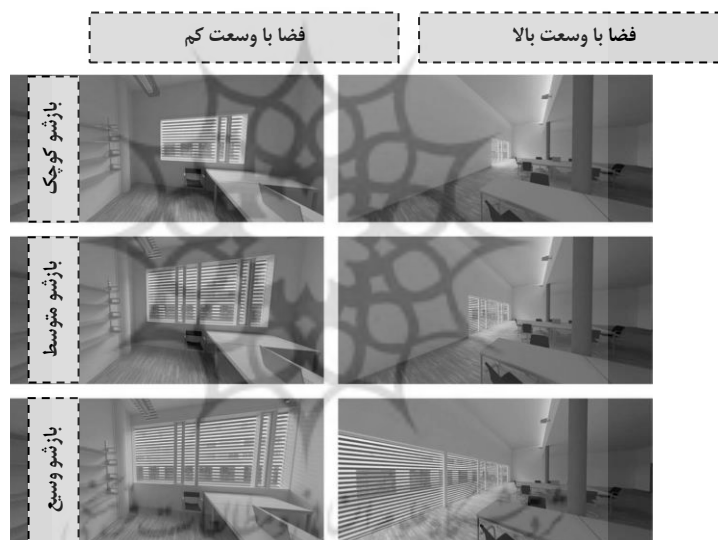 فضا با وسعت بالا
فضا با وسعت کم
بازشو کوچک
بازشو متوسط
بازشو وسیع